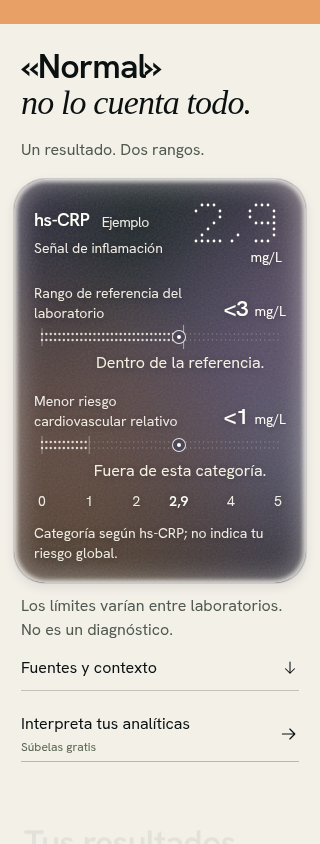 «Normal»
no lo cuenta todo.
Un resultado. Dos rangos.
hs-CRP Ejemplo
2,9
Señal de inflamación
mg/L
Rango de referencia del
laboratorio
<3 mg/L
Dentro de la referencia.
Menor riesgo
cardiovascular relativo
<1 mg/L
Fuera de esta categoría.
0 1 2 2,9 4 5
Categoría según hs-CRP; no indica tu
riesgo global.
Los límites varían entre laboratorios.
No es un diagnóstico.
Fuentes y contexto ↓
Interpreta tus analíticas →
Súbelas gratis
Tus resultados